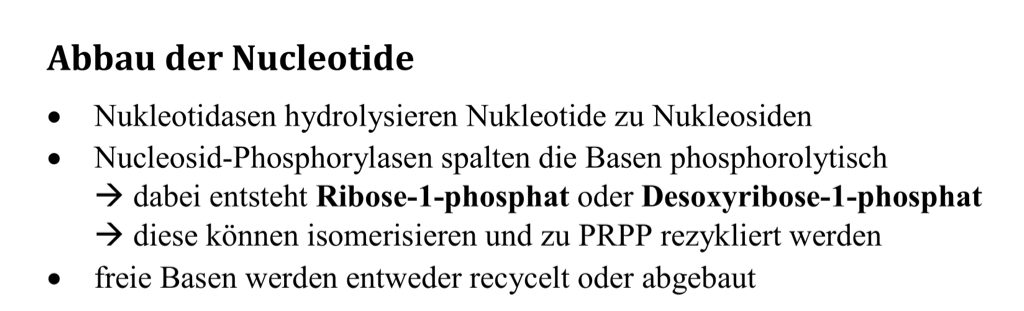 Abbau der Nucleotide
• Nukleotidasen hydrolysieren Nukleotide zu Nukleosiden
• Nucleosid-Phosphorylasen spalten die Basen phosphorolytisch
→ dabei entsteht Ribose-1-phosphat oder Desoxyribose-1-phosphat
→ diese können isomerisieren und zu PRPP rezykliert werden
• freie Basen werden entweder recycelt oder abgebaut